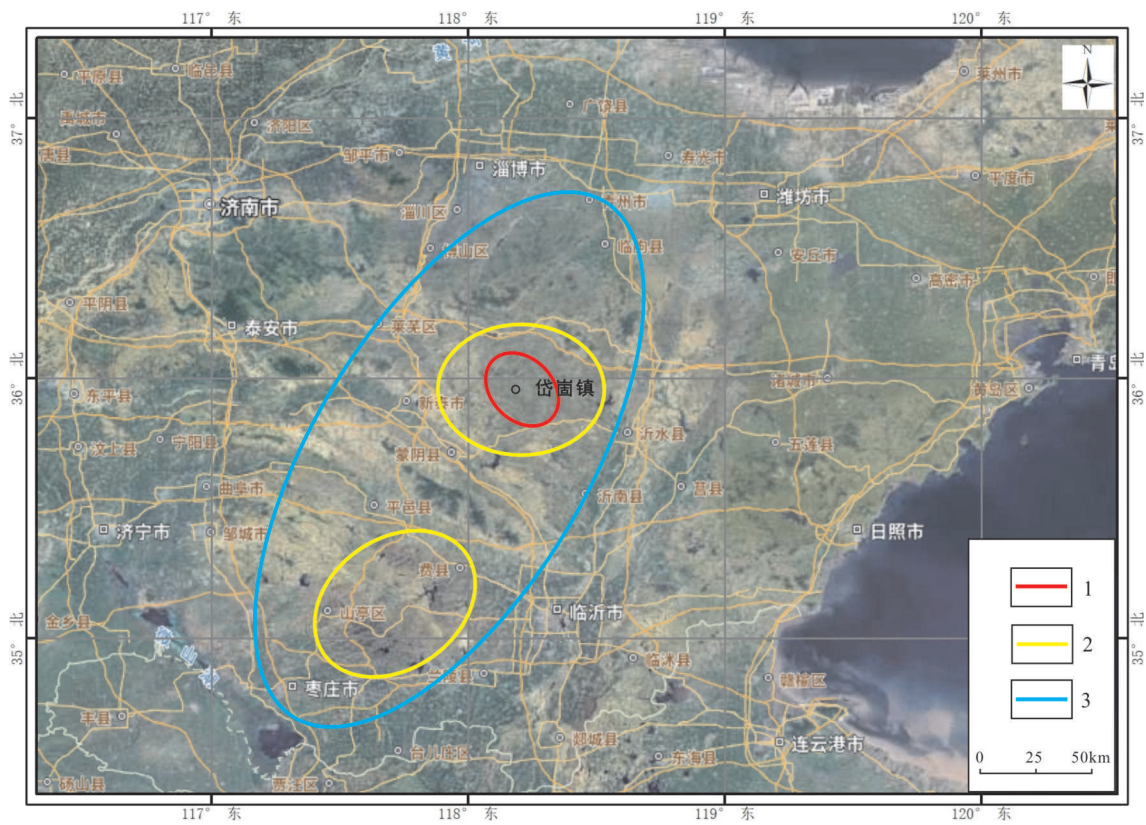 117° 东
118° 东
119° 东
120° 东
37° 北
37° 北
36° 北
36° 北
35° 北
35° 北
N
平原县
临邑县
黄
莱州市
禹城市
济阳区
广饶县
邹平市
淄博市
寿光市
潍坊市
平度市
济南市
淄川区
青州市
博山区
临朐县
安丘市
高密市
平阴县
泰安市
莱芜区
青岛
东平县
新泰市
岱崮镇
诸城市
黄岛区
汶上县
宁阳县
蒙阴县
沂水县
五莲县
曲阜市
平邑县
沂南县
莒县
济宁市
邹城市
日照市
费县
金乡县
山亭区
临沂市
兰陵县
临沭县
枣庄市
赣榆区
丰县
台儿庄区
郯城县
东海县
连云港市
砀山县
贾汪区
1
2
3
0 25 50km
117° 东
118° 东
119° 东
120° 东